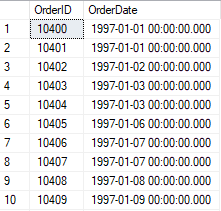 OrderID OrderDate
1 10400 1997-01-01 00:00:00.000
2 10401 1997-01-01 00:00:00.000
3 10402 1997-01-02 00:00:00.000
4 10403 1997-01-03 00:00:00.000
5 10404 1997-01-03 00:00:00.000
6 10405 1997-01-06 00:00:00.000
7 10406 1997-01-07 00:00:00.000
8 10407 1997-01-07 00:00:00.000
9 10408 1997-01-08 00:00:00.000
10 10409 1997-01-09 00:00:00.000